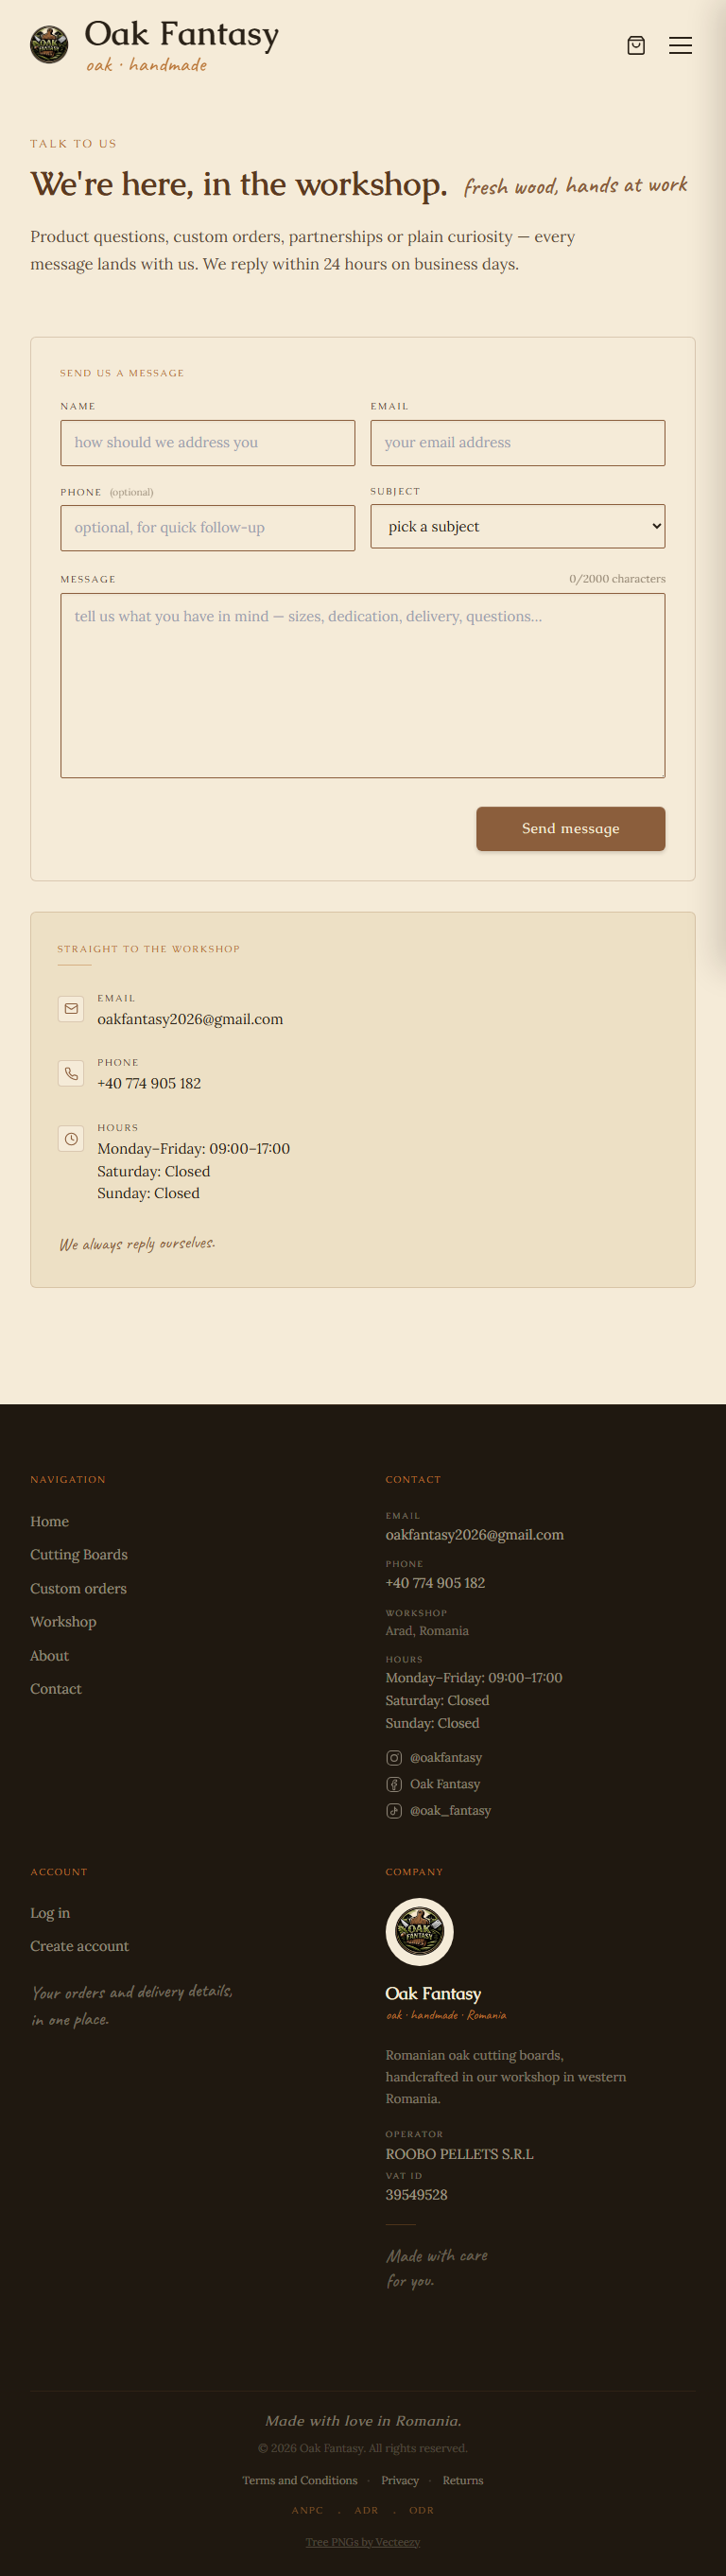 Oak Fantasy
oak · handmade
TALK TO US
We're here, in the workshop. fresh wood, hands at work
Product questions, custom orders, partnerships or plain curiosity — every
message lands with us. We reply within 24 hours on business days.
SEND US A MESSAGE
NAME
how should we address you
EMAIL
your email address
PHONE (optional)
optional, for quick follow-up
SUBJECT
pick a subject
MESSAGE
0/2000 characters
tell us what you have in mind — sizes, dedication, delivery, questions...
Send message
STRAIGHT TO THE WORKSHOP
EMAIL
oakfantasy2026@gmail.com
PHONE
+40 774 905 182
HOURS
Monday–Friday: 09:00–17:00
Saturday: Closed
Sunday: Closed
We always reply ourselves.
NAVIGATION
Home
Cutting Boards
Custom orders
Workshop
About
Contact
CONTACT
EMAIL
oakfantasy2026@gmail.com
PHONE
+40 774 905 182
WORKSHOP
Arad, Romania
HOURS
Monday–Friday: 09:00–17:00
Saturday: Closed
Sunday: Closed
@oakfantasy
Oak Fantasy
@oak_fantasy
ACCOUNT
Log in
Create account
Your orders and delivery details,
in one place.
COMPANY
OAK
FANTASY
Oak Fantasy
oak · handmade · Romania
Romanian oak cutting boards,
handcrafted in our workshop in western
Romania.
OPERATOR
ROOBO PELLETS S.R.L
VAT ID
39549528
Made with care
for you.
Made with love in Romania.
© 2026 Oak Fantasy. All rights reserved.
Terms and Conditions · Privacy · Returns
ANPC . ADR . ODR
Tree PNGs by Vecteezy